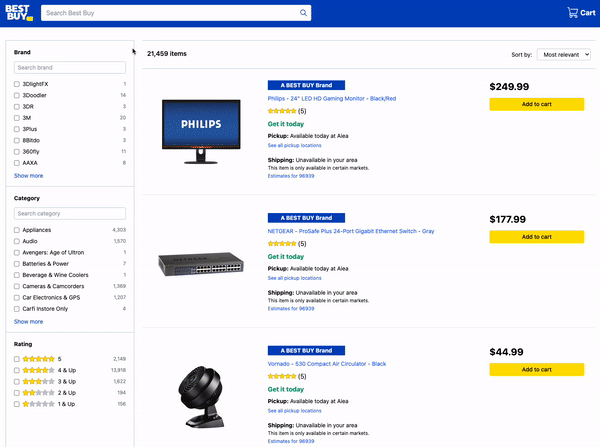 BEST
BUY
Search Best Buy
Cart
Brand
Search brand
3DlightFX 1
3Doodler 14
3DR 3
3M 20
3Plus 3
8Bitdo 3
360fly 11
AAXA 8
Show more
Category
Search category
Appliances 4,303
Audio 1,570
Avengers: Age of Ultron 1
Batteries & Power 7
Beverage & Wine Coolers 1
Cameras & Camcorders 1,369
Car Electronics & GPS 1,207
Carfi Instore Only 4
Show more
Rating
5 2,149
4 & Up 13,918
3 & Up 1,622
2 & Up 194
1 & Up 156
21,459 items
Sort by: Most relevant
A BEST BUY Brand
Philips - 24" LED HD Gaming Monitor - Black/Red
(5)
Get it today
Pickup: Available today at Aiea
See all pickup locations
Shipping: Unavailable in your area
This item is only available in certain markets.
Estimates for 96939
$249.99
Add to cart
PHILIPS
A BEST BUY Brand
NETGEAR - ProSafe Plus 24-Port Gigabit Ethernet Switch - Gray
(5)
Get it today
Pickup: Available today at Aiea
See all pickup locations
Shipping: Unavailable in your area
This item is only available in certain markets.
Estimates for 96939
$177.99
Add to cart
A BEST BUY Brand
Vornado - 530 Compact Air Circulator - Black
(5)
Get it today
Pickup: Available today at Aiea
See all pickup locations
Shipping: Unavailable in your area
$44.99
Add to cart